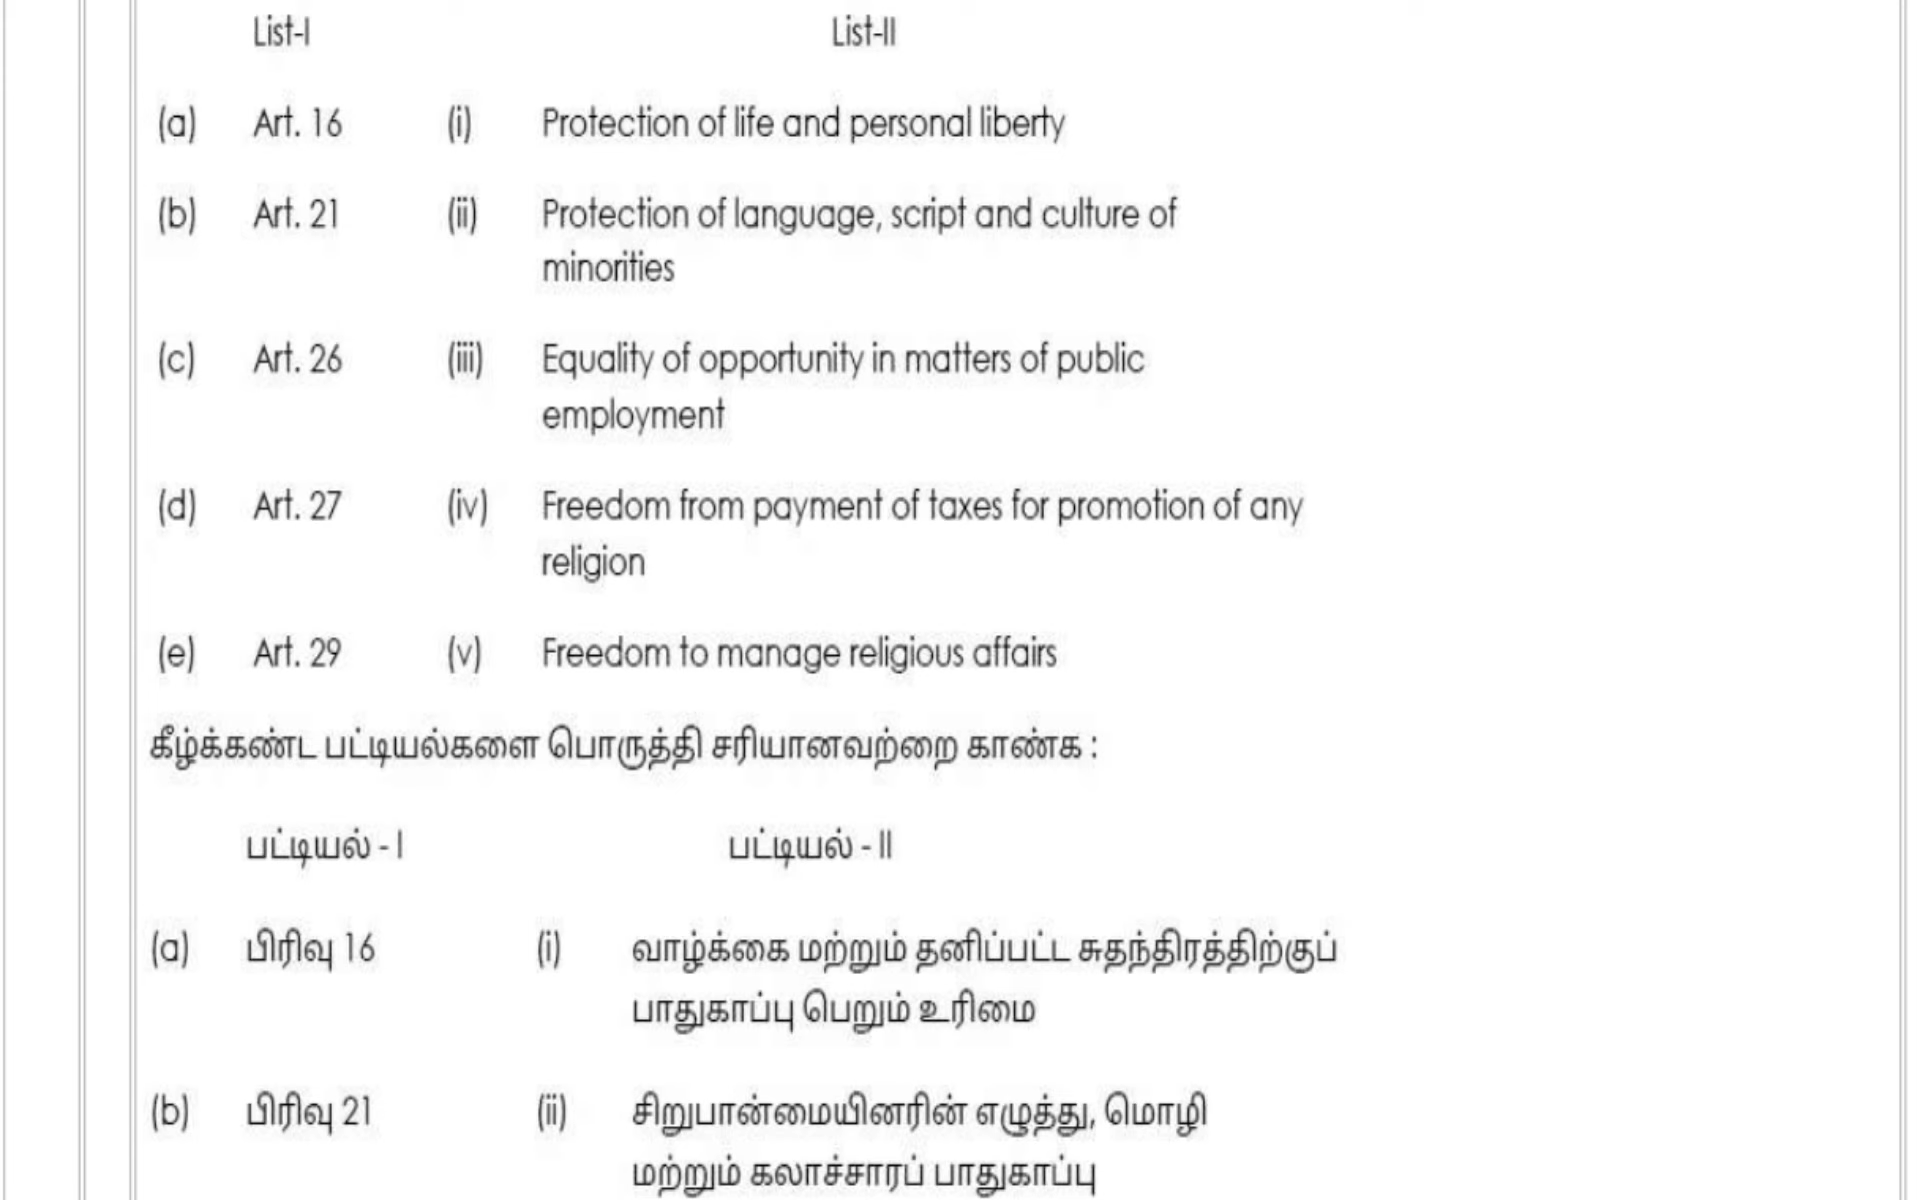 List-I List-II
(a) Art. 16 (i) Protection of life and personal liberty
(b) Art. 21 (ii) Protection of language, script and culture of
minorities
(c) Art. 26 (iii) Equality of opportunity in matters of public
employment
(d) Art. 27 (iv) Freedom from payment of taxes for promotion of any
religion
(e) Art. 29 (v) Freedom to manage religious affairs
கீழ்க்கண்ட பட்டியல்களை பொருத்தி சரியானவற்றை காண்க :
பட்டியல் - I பட்டியல் - II
(a) பிரிவு 16 (i) வாழ்க்கை மற்றும் தனிப்பட்ட சுதந்திரத்திற்குப்
பாதுகாப்பு பெறும் உரிமை
(b) பிரிவு 21 (ii) சிறுபான்மையினரின் எழுத்து, மொழி
மற்றும் கலாச்சாரப் பாதுகாப்பு